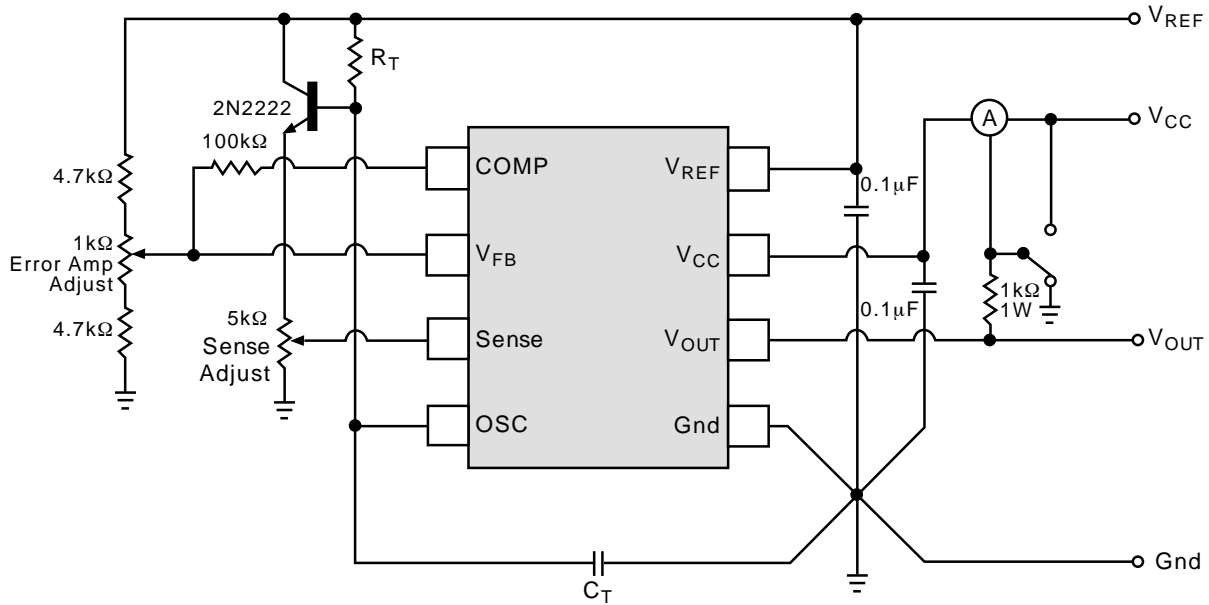 V_REF
R_T
2N2222
A
V_CC
100kΩ
COMP
V_REF
4.7kΩ
0.1µF
1kΩ
Error Amp
Adjust
V_FB
V_CC
1kΩ
1W
0.1µF
4.7kΩ
5kΩ
Sense
Adjust
Sense
V_OUT
V_OUT
OSC
Gnd
Gnd
C_T